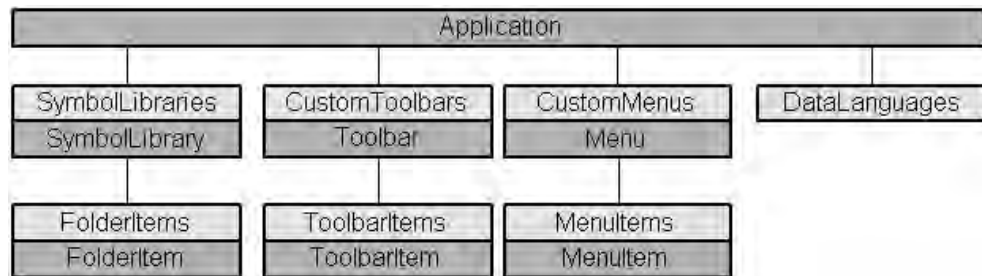 Application
SymbolLibraries CustomToolbars CustomMenus DataLanguages
SymbolLibrary Toolbar Menu
FolderItems ToolbarItems MenuItems
FolderItem ToolbarItem MenuItem